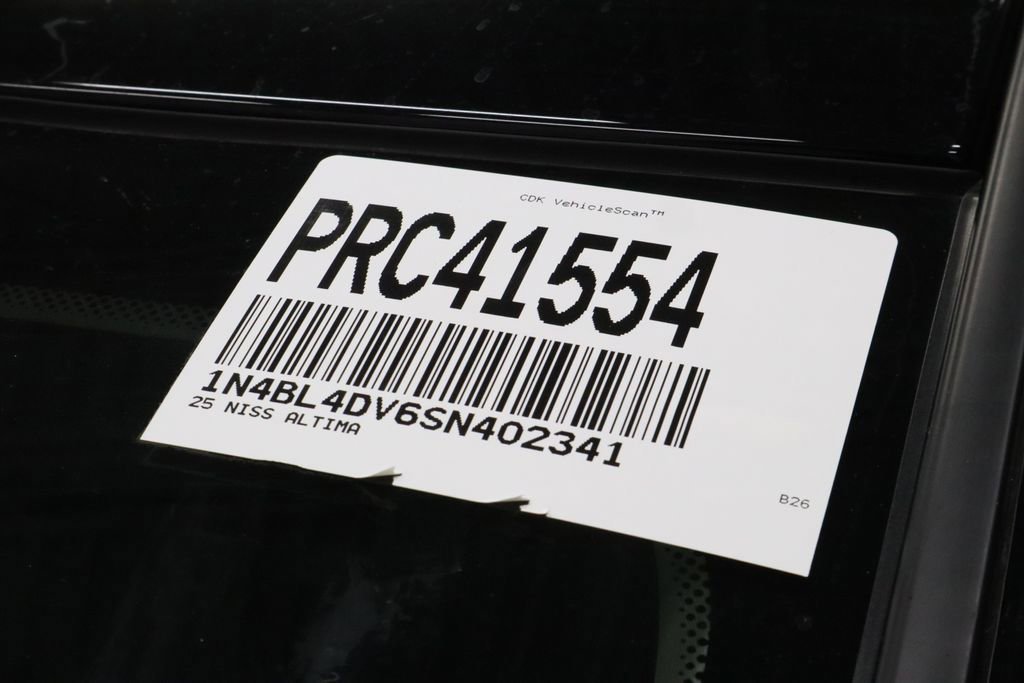 CDK VehicleScan™
PRC41554
1N4BL4DV6SN402341
25 NISS ALTIMA
B26